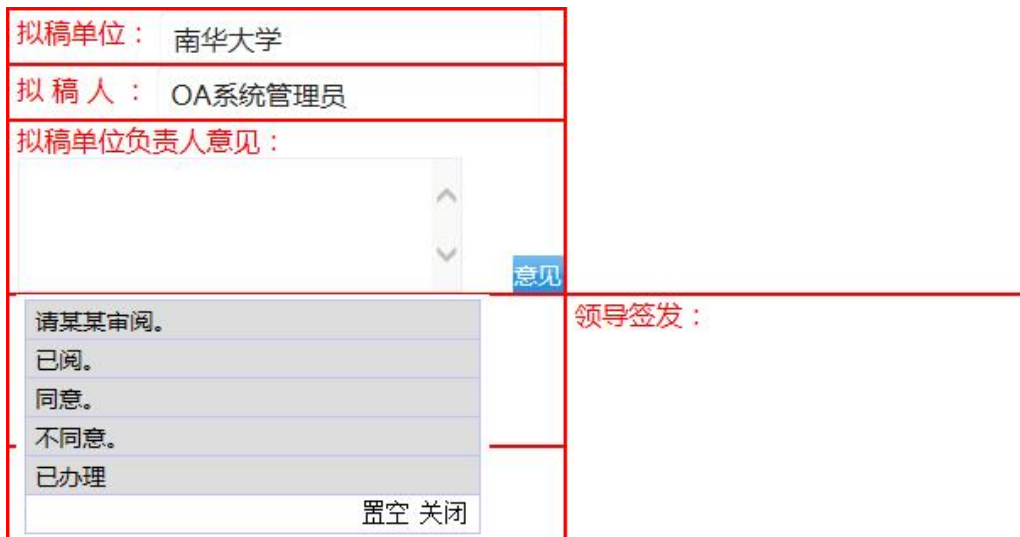 拟稿单位： 南华大学
拟 稿 人 ： OA系统管理员
拟稿单位负责人意见：
意见
领导签发：
请某某审阅。
已阅。
同意。
不同意。
已办理
置空 关闭